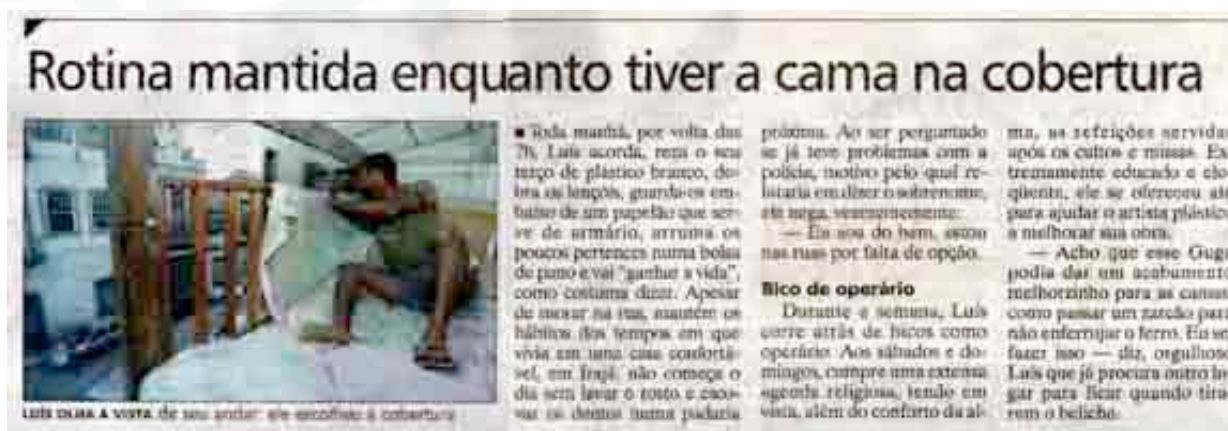 Rotina mantida enquanto tiver a cama na cobertura
■ Toda manhã, por volta das
7h, Luís acorda, reza o seu
terço de plástico branco, do-
bra os lençóis, guarda-os em-
baixo de um papelão que ser-
ve de armário, arruma os
poucos pertences numa bolsa
de pano e vai "ganhar a vida",
como costuma dizer. Apesar
de morar na rua, mantém os
hábitos dos tempos em que
vivia em uma casa confortá-
vel, em Irajá: não começa o
dia sem lavar o rosto e esco-
var os dentes numa padaria
próxima. Ao ser perguntado
se já teve problemas com a
polícia, motivo pelo qual re-
lutaria em dizer o sobrenome,
ele nega, veementemente:
— Eu sou do bem, estou
nas ruas por falta de opção.
Bico de operário
Durante a semana, Luís
corre atrás de bicos como
operário. Aos sábados e do-
mingos, cumpre uma extensa
agenda religiosa, tendo em
vista, além do conforto da al-
ma, as refeições servida
após os cultos e missas. Ex
tremamente educado e elo
qüente, ele se ofereceu at
para ajudar o artista plástic
a melhorar sua obra.
— Acho que esse Guga
podia dar um acabamento
melhorzinho para as camas
como passar um zarcão para
não enferrujar o ferro. Eu se
fazer isso — diz, orgulhoso
Luís que já procura outro lu
gar para ficar quando tira
rem o beliche.
LUÍS OLHA A VISTA de seu andar: ele escolheu a cobertura